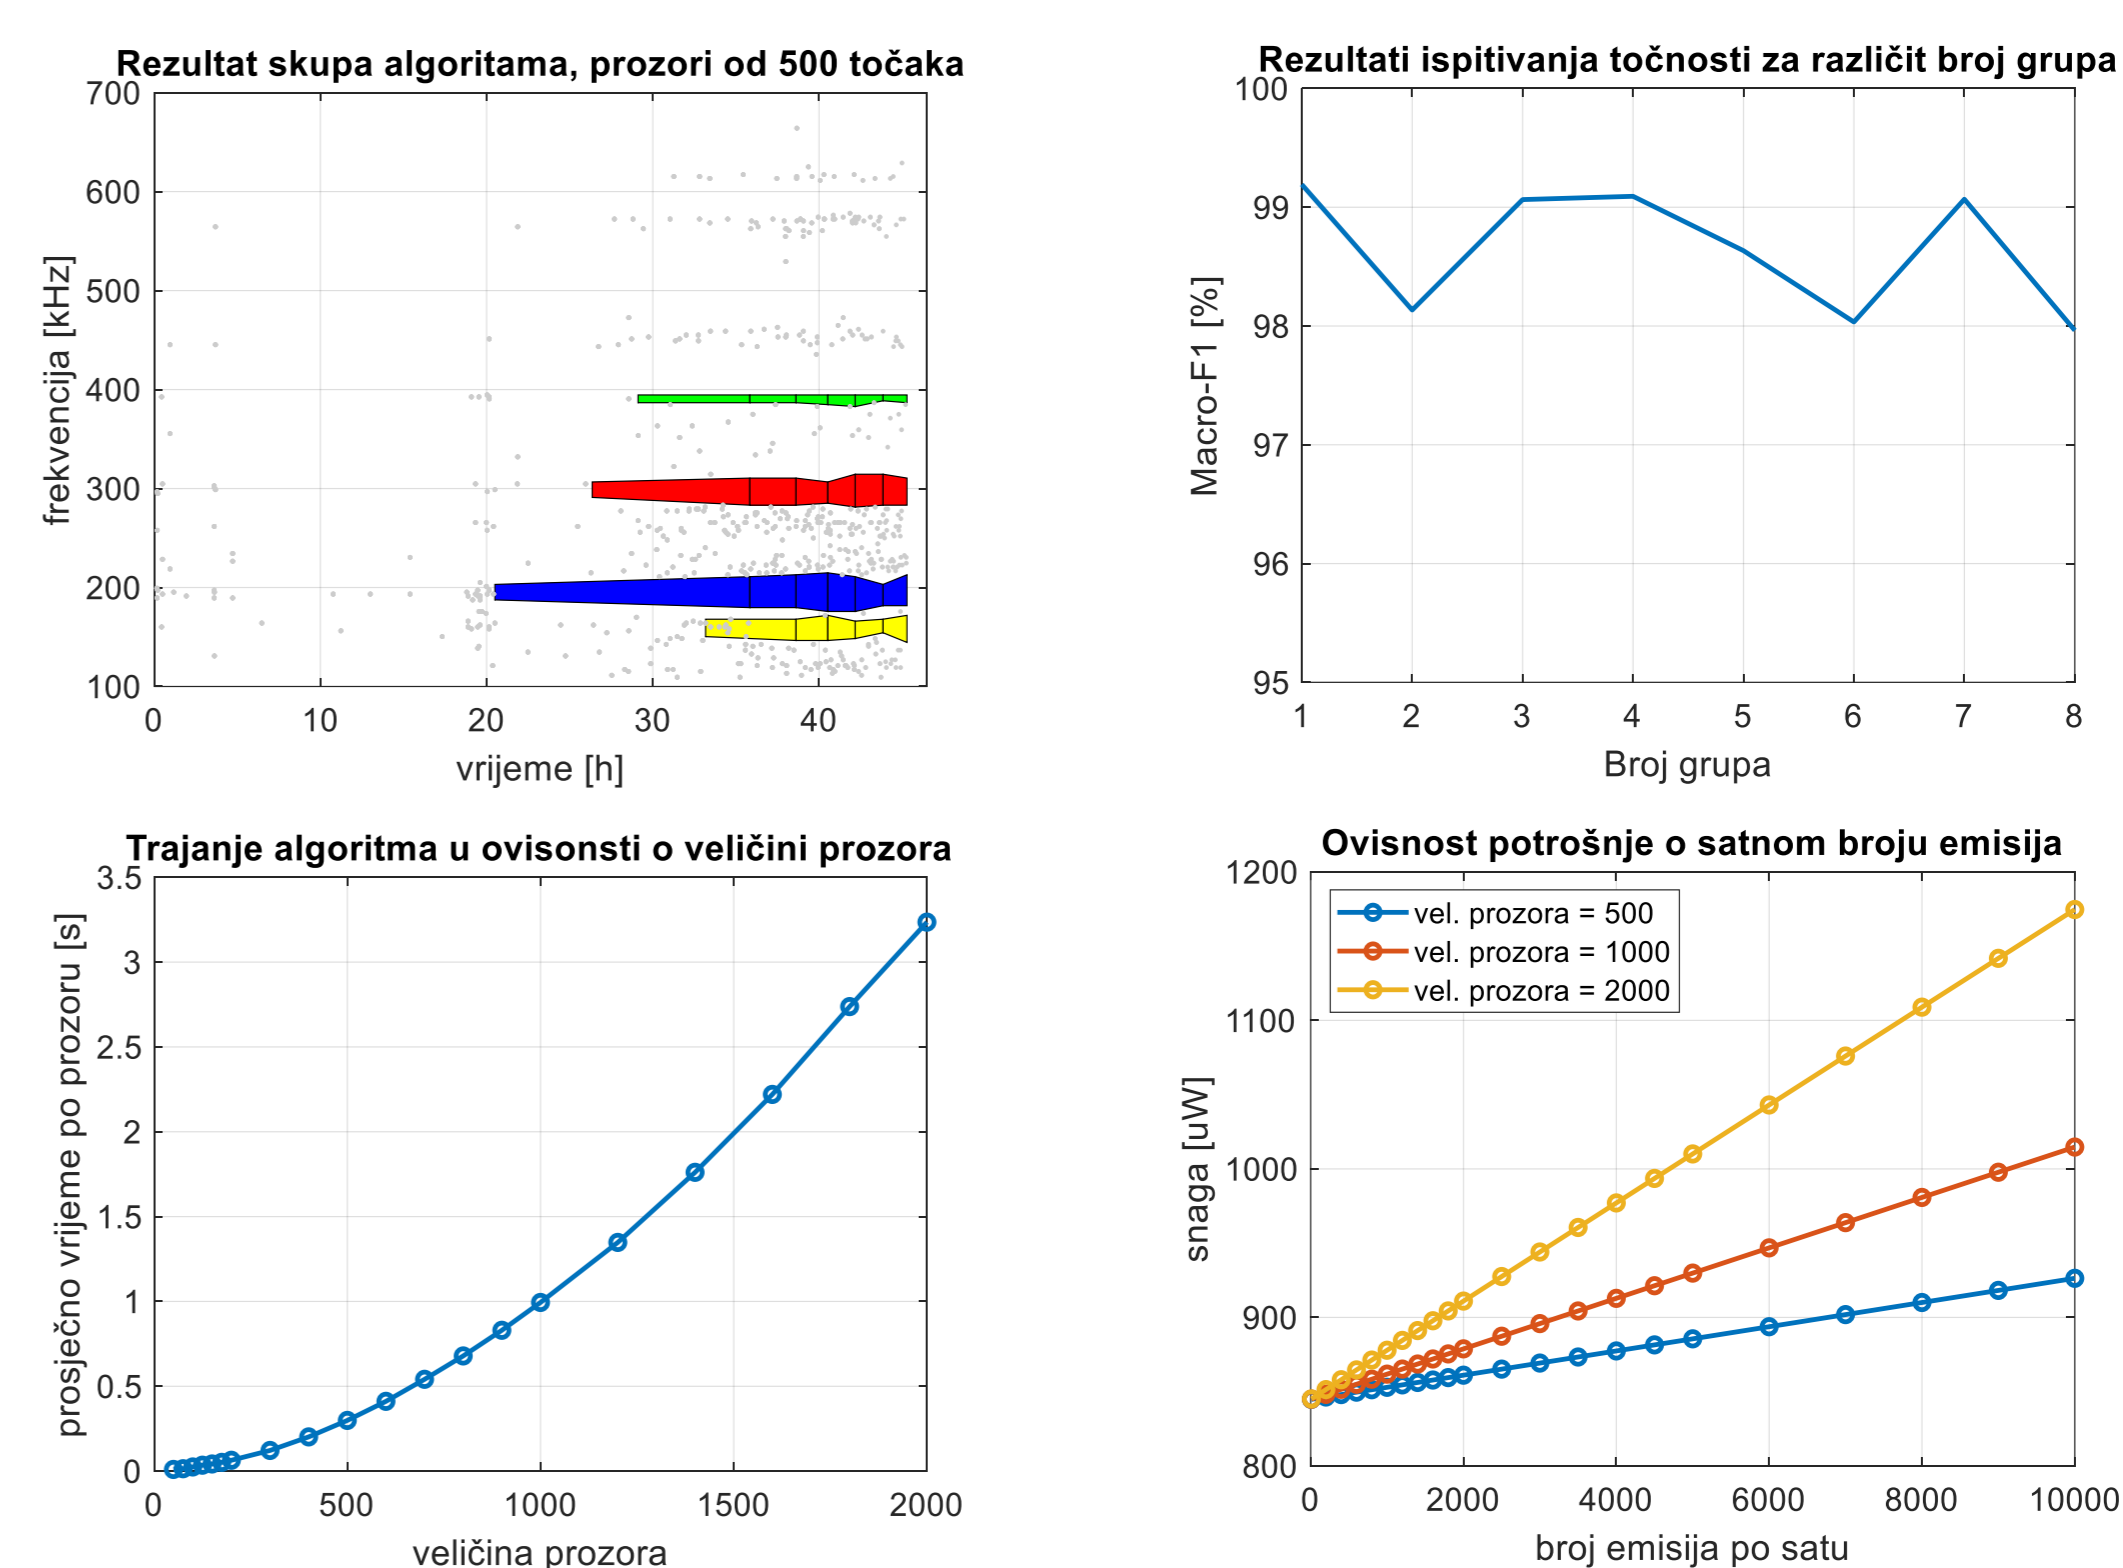 Rezultat skupa algoritama, prozori od 500 točaka
700
600
500
400
300
200
100
frekvencija [kHz]
0 10 20 30 40
vrijeme [h]
Rezultati ispitivanja točnosti za različit broj grupa
100
99
98
97
96
95
Macro-F1 [%]
1 2 3 4 5 6 7 8
Broj grupa
Trajanje algoritma u ovisonsti o veličini prozora
3.5
3
2.5
2
1.5
1
0.5
0
prosječno vrijeme po prozoru [s]
0 500 1000 1500 2000
veličina prozora
Ovisnost potrošnje o satnom broju emisija
1200
1100
1000
900
800
snaga [uW]
vel. prozora = 500
vel. prozora = 1000
vel. prozora = 2000
0 2000 4000 6000 8000 10000
broj emisija po satu